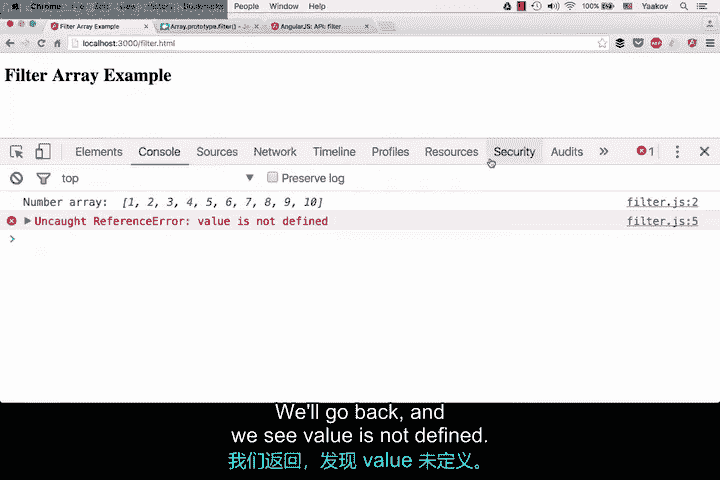 Chrome People Window Help 100% Yaakov
Filter Array Example Array.prototype.filter() - Ja AngularJS: API: filter
localhost:3000/filter.html
Filter Array Example
Elements Console Sources Network Timeline Profiles Resources Security Audits 1
top Preserve log
Number array: [1, 2, 3, 4, 5, 6, 7, 8, 9, 10] filter.js:2
Uncaught ReferenceError: value is not defined filter.js:5
We'll go back, and
we see value is not defined.
我们返回，发现 value 未定义。